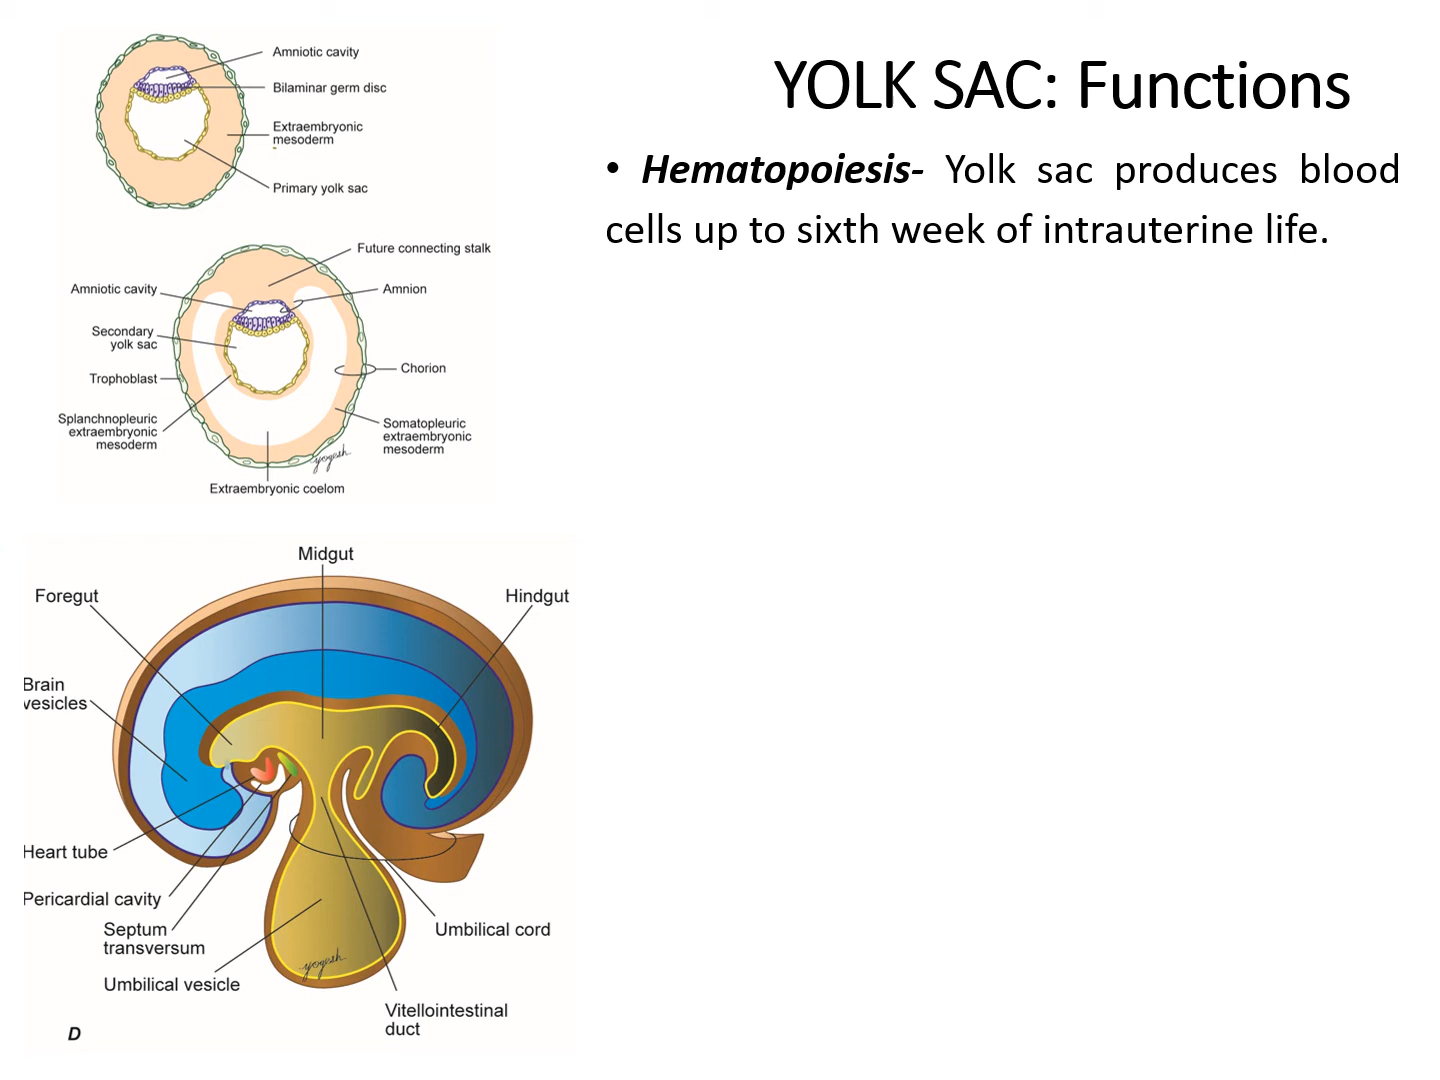 YOLK SAC: Functions
• Hematopoiesis- Yolk sac produces blood
cells up to sixth week of intrauterine life.
Amniotic cavity
Bilaminar germ disc
Extraembryonic
mesoderm
Primary yolk sac
Future connecting stalk
Amniotic cavity
Amnion
Secondary
yolk sac
Chorion
Trophoblast
Splanchnopleuric
extraembryonic
mesoderm
Somatopleuric
extraembryonic
mesoderm
yogesh
Extraembryonic coelom
Midgut
Foregut
Hindgut
Brain
vesicles
Heart tube
Pericardial cavity
Septum
transversum
Umbilical cord
Umbilical vesicle
yogesh
Vitellointestinal
duct
D